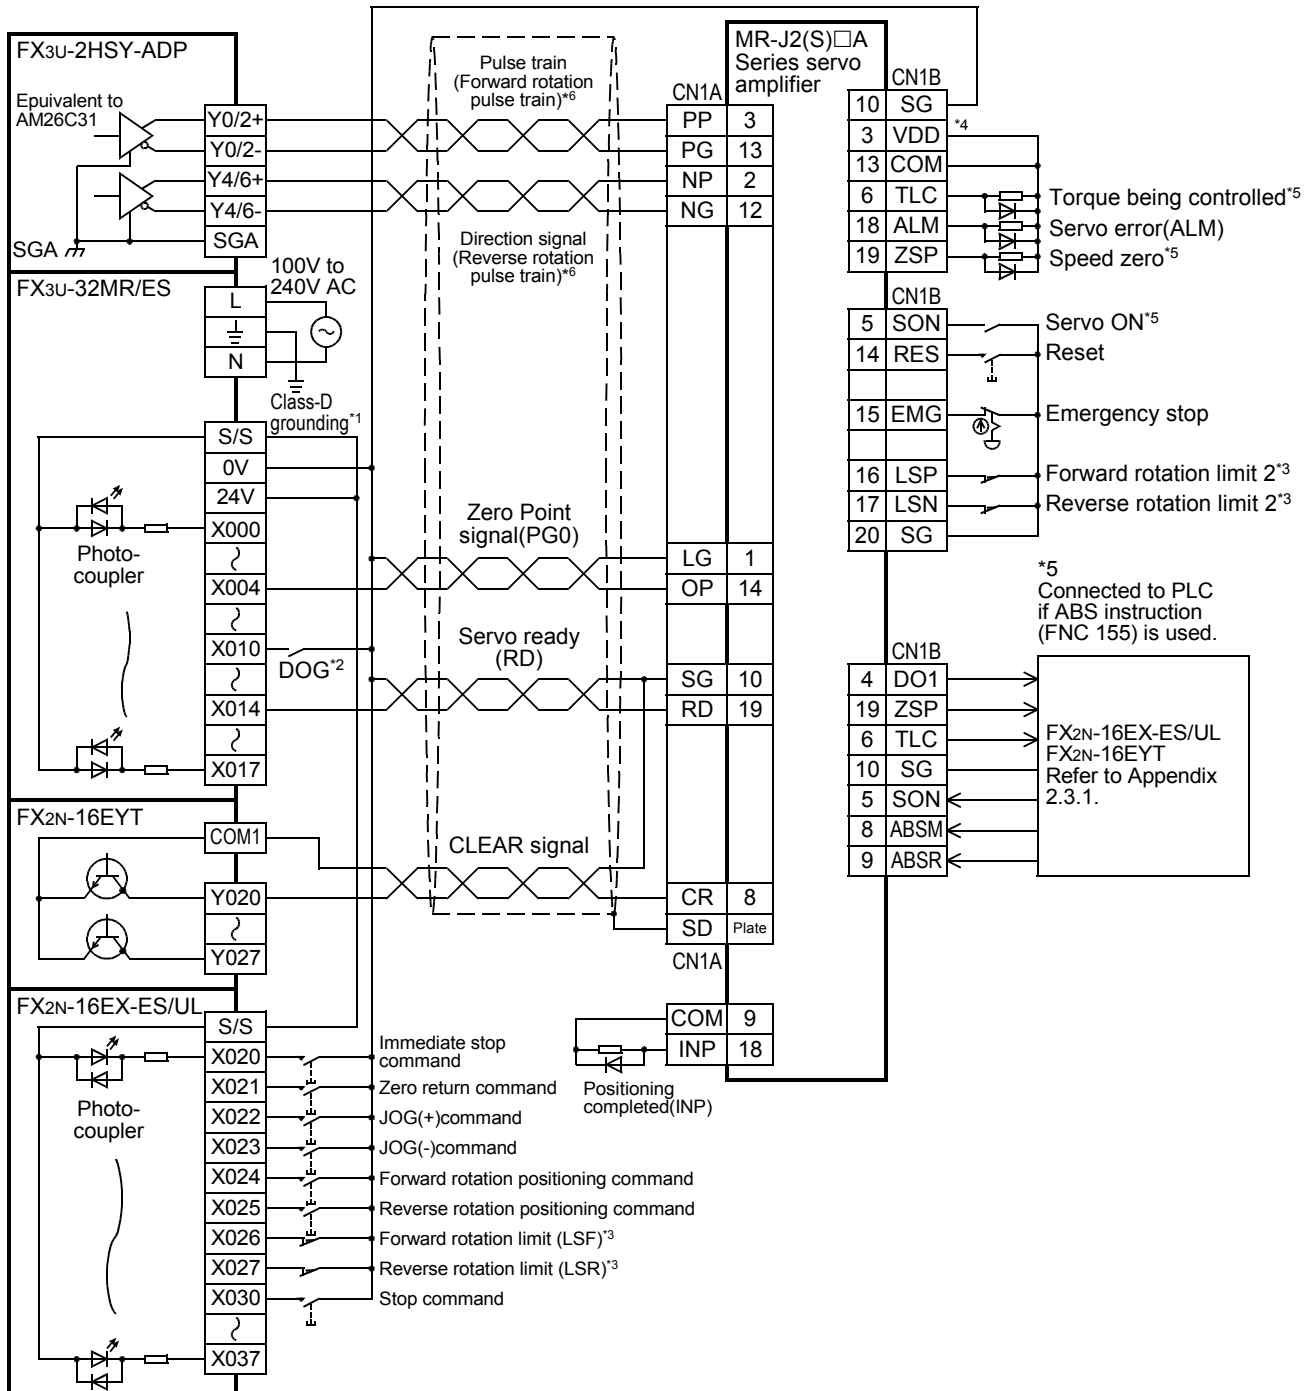 FX3U-2HSY-ADP
Epuivalent to
AM26C31
Y0/2+
Y0/2-
Y4/6+
Y4/6-
SGA
SGA
Pulse train
(Forward rotation
pulse train)*6
Direction signal
(Reverse rotation
pulse train)*6
MR-J2(S)□A
Series servo
amplifier
CN1A
PP 3
PG 13
NP 2
NG 12
CN1B
10 SG
*4
3 VDD
13 COM
6 TLC
18 ALM
19 ZSP
Torque being controlled*5
Servo error(ALM)
Speed zero*5
FX3U-32MR/ES
L
N
100V to
240V AC
Class-D
grounding*1
S/S
0V
24V
X000
X004
X010
X014
X017
Photo-
coupler
DOG*2
Zero Point
signal(PG0)
LG 1
OP 14
Servo ready
(RD)
SG 10
RD 19
CN1B
5 SON
14 RES
15 EMG
16 LSP
17 LSN
20 SG
Servo ON*5
Reset
Emergency stop
Forward rotation limit 2*3
Reverse rotation limit 2*3
*5
Connected to PLC
if ABS instruction
(FNC 155) is used.
CN1B
4 DO1
19 ZSP
6 TLC
10 SG
5 SON
8 ABSM
9 ABSR
FX2N-16EX-ES/UL
FX2N-16EYT
Refer to Appendix
2.3.1.
FX2N-16EYT
COM1
Y020
Y027
CLEAR signal
CR 8
SD Plate
CN1A
COM 9
INP 18
Positioning
completed(INP)
FX2N-16EX-ES/UL
S/S
X020
X021
X022
X023
X024
X025
X026
X027
X030
X037
Photo-
coupler
Immediate stop
command
Zero return command
JOG(+)command
JOG(-)command
Forward rotation positioning command
Reverse rotation positioning command
Forward rotation limit (LSF)*3
Reverse rotation limit (LSR)*3
Stop command